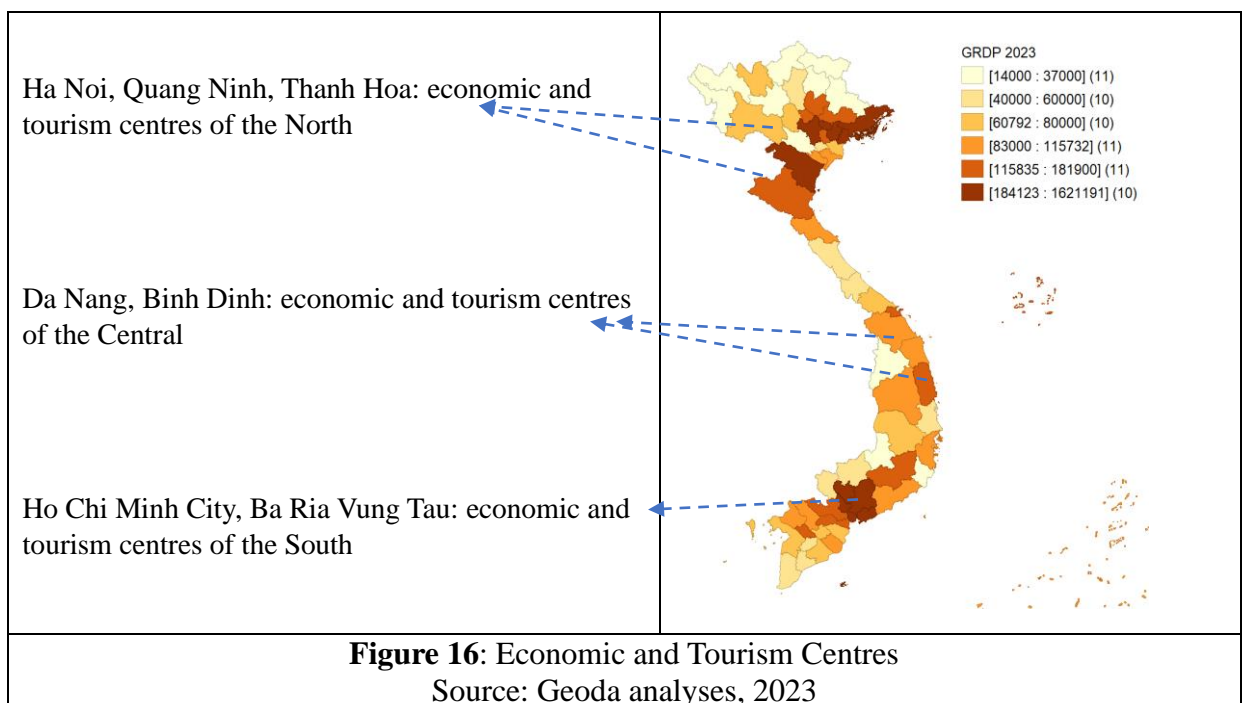 Ha Noi, Quang Ninh, Thanh Hoa: economic and
tourism centres of the North
Da Nang, Binh Dinh: economic and tourism centres
of the Central
Ho Chi Minh City, Ba Ria Vung Tau: economic and
tourism centres of the South
GRDP 2023
[14000 : 37000] (11)
[40000 : 60000] (10)
[60792 : 80000] (10)
[83000 : 115732] (11)
[115835 : 181900] (11)
[184123 : 1621191] (10)
Figure 16: Economic and Tourism Centres
Source: Geoda analyses, 2023